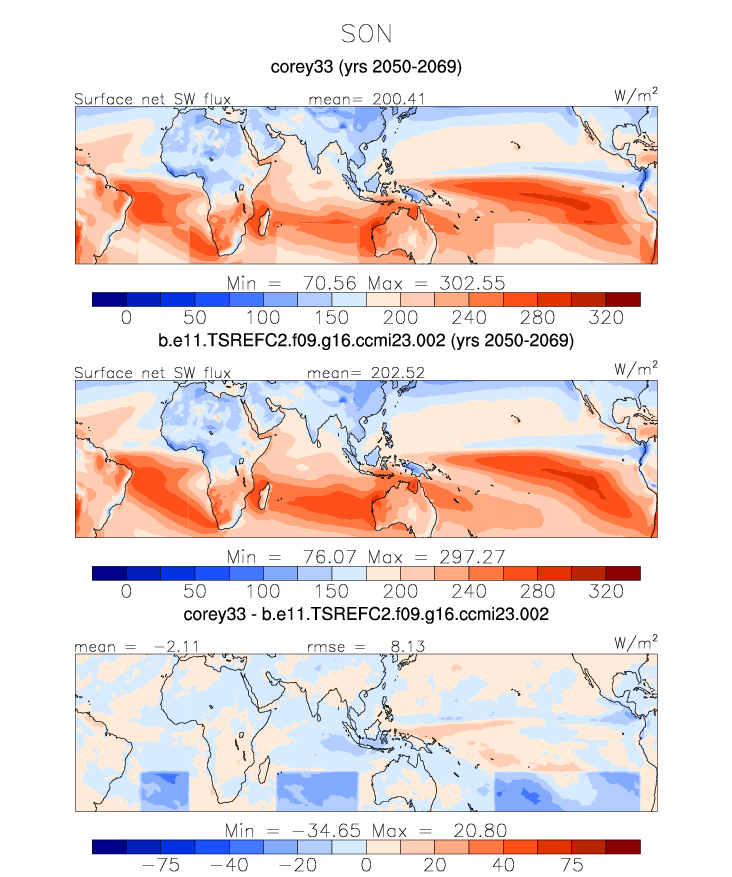 SON
corey33 (yrs 2050-2069)
Surface net SW flux mean= 200.41 W/m²
Min = 70.56 Max = 302.55
0 50 100 150 200 240 280 320
b.e11.TSREFC2.f09.g16.ccmi23.002 (yrs 2050-2069)
Surface net SW flux mean= 202.52 W/m²
Min = 76.07 Max = 297.27
0 50 100 150 200 240 280 320
corey33 - b.e11.TSREFC2.f09.g16.ccmi23.002
mean = −2.11 rmse = 8.13 W/m²
Min = −34.65 Max = 20.80
−75 −40 −20 0 20 40 75